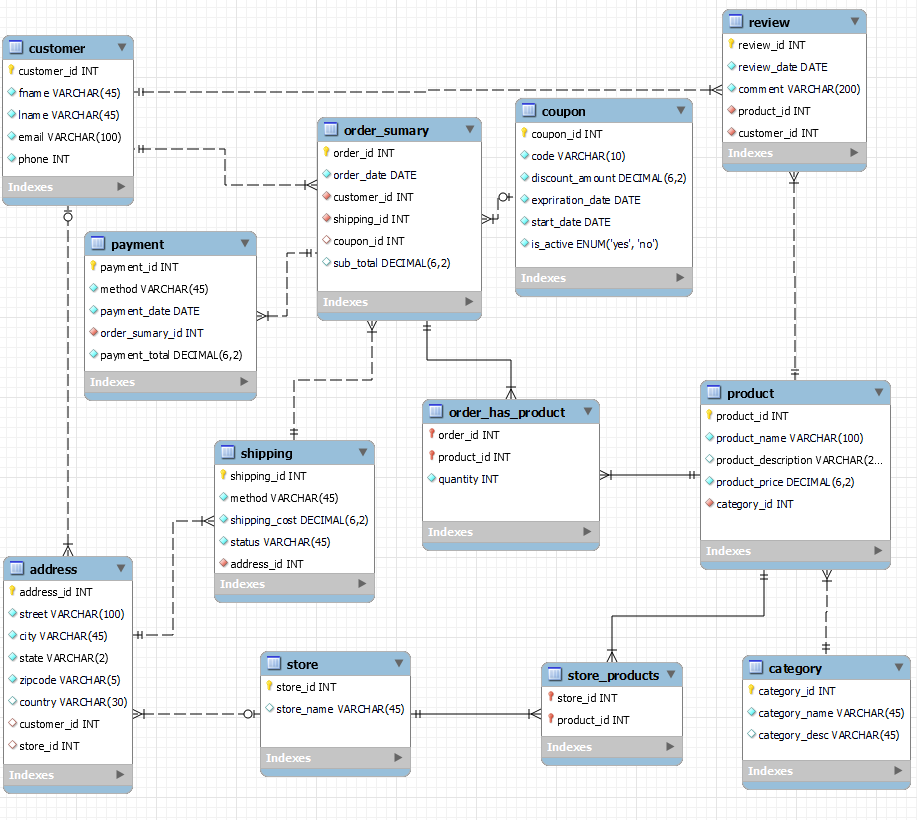 customer
customer_id INT
fname VARCHAR(45)
lname VARCHAR(45)
email VARCHAR(100)
phone INT
Indexes
review
review_id INT
review_date DATE
comment VARCHAR(200)
product_id INT
customer_id INT
Indexes
order_sumary
order_id INT
order_date DATE
customer_id INT
shipping_id INT
coupon_id INT
sub_total DECIMAL(6,2)
Indexes
coupon
coupon_id INT
code VARCHAR(10)
discount_amount DECIMAL(6,2)
expriration_date DATE
start_date DATE
is_active ENUM('yes', 'no')
Indexes
payment
payment_id INT
method VARCHAR(45)
payment_date DATE
order_sumary_id INT
payment_total DECIMAL(6,2)
Indexes
order_has_product
order_id INT
product_id INT
quantity INT
Indexes
product
product_id INT
product_name VARCHAR(100)
product_description VARCHAR(2...
product_price DECIMAL(6,2)
category_id INT
Indexes
shipping
shipping_id INT
method VARCHAR(45)
shipping_cost DECIMAL(6,2)
status VARCHAR(45)
address_id INT
Indexes
address
address_id INT
street VARCHAR(100)
city VARCHAR(45)
state VARCHAR(2)
zipcode VARCHAR(5)
country VARCHAR(30)
customer_id INT
store_id INT
Indexes
store
store_id INT
store_name VARCHAR(45)
Indexes
store_products
store_id INT
product_id INT
Indexes
category
category_id INT
category_name VARCHAR(45)
category_desc VARCHAR(45)
Indexes